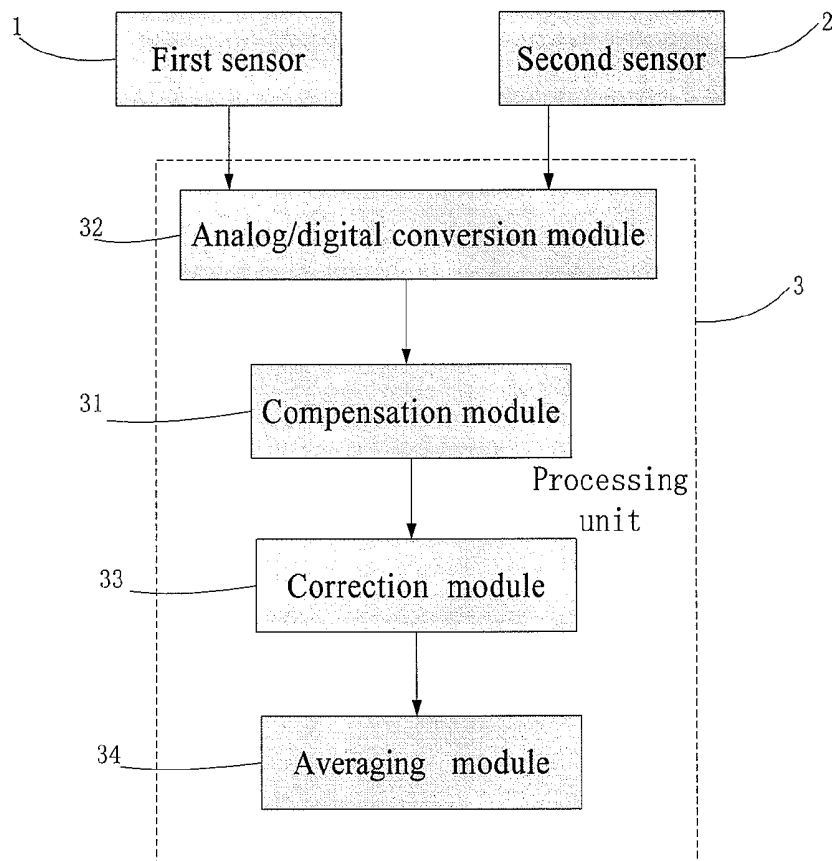 1
First sensor
2
Second sensor
32
Analog/digital conversion module
3
31
Compensation module
Processing
unit
33
Correction module
34
Averaging module